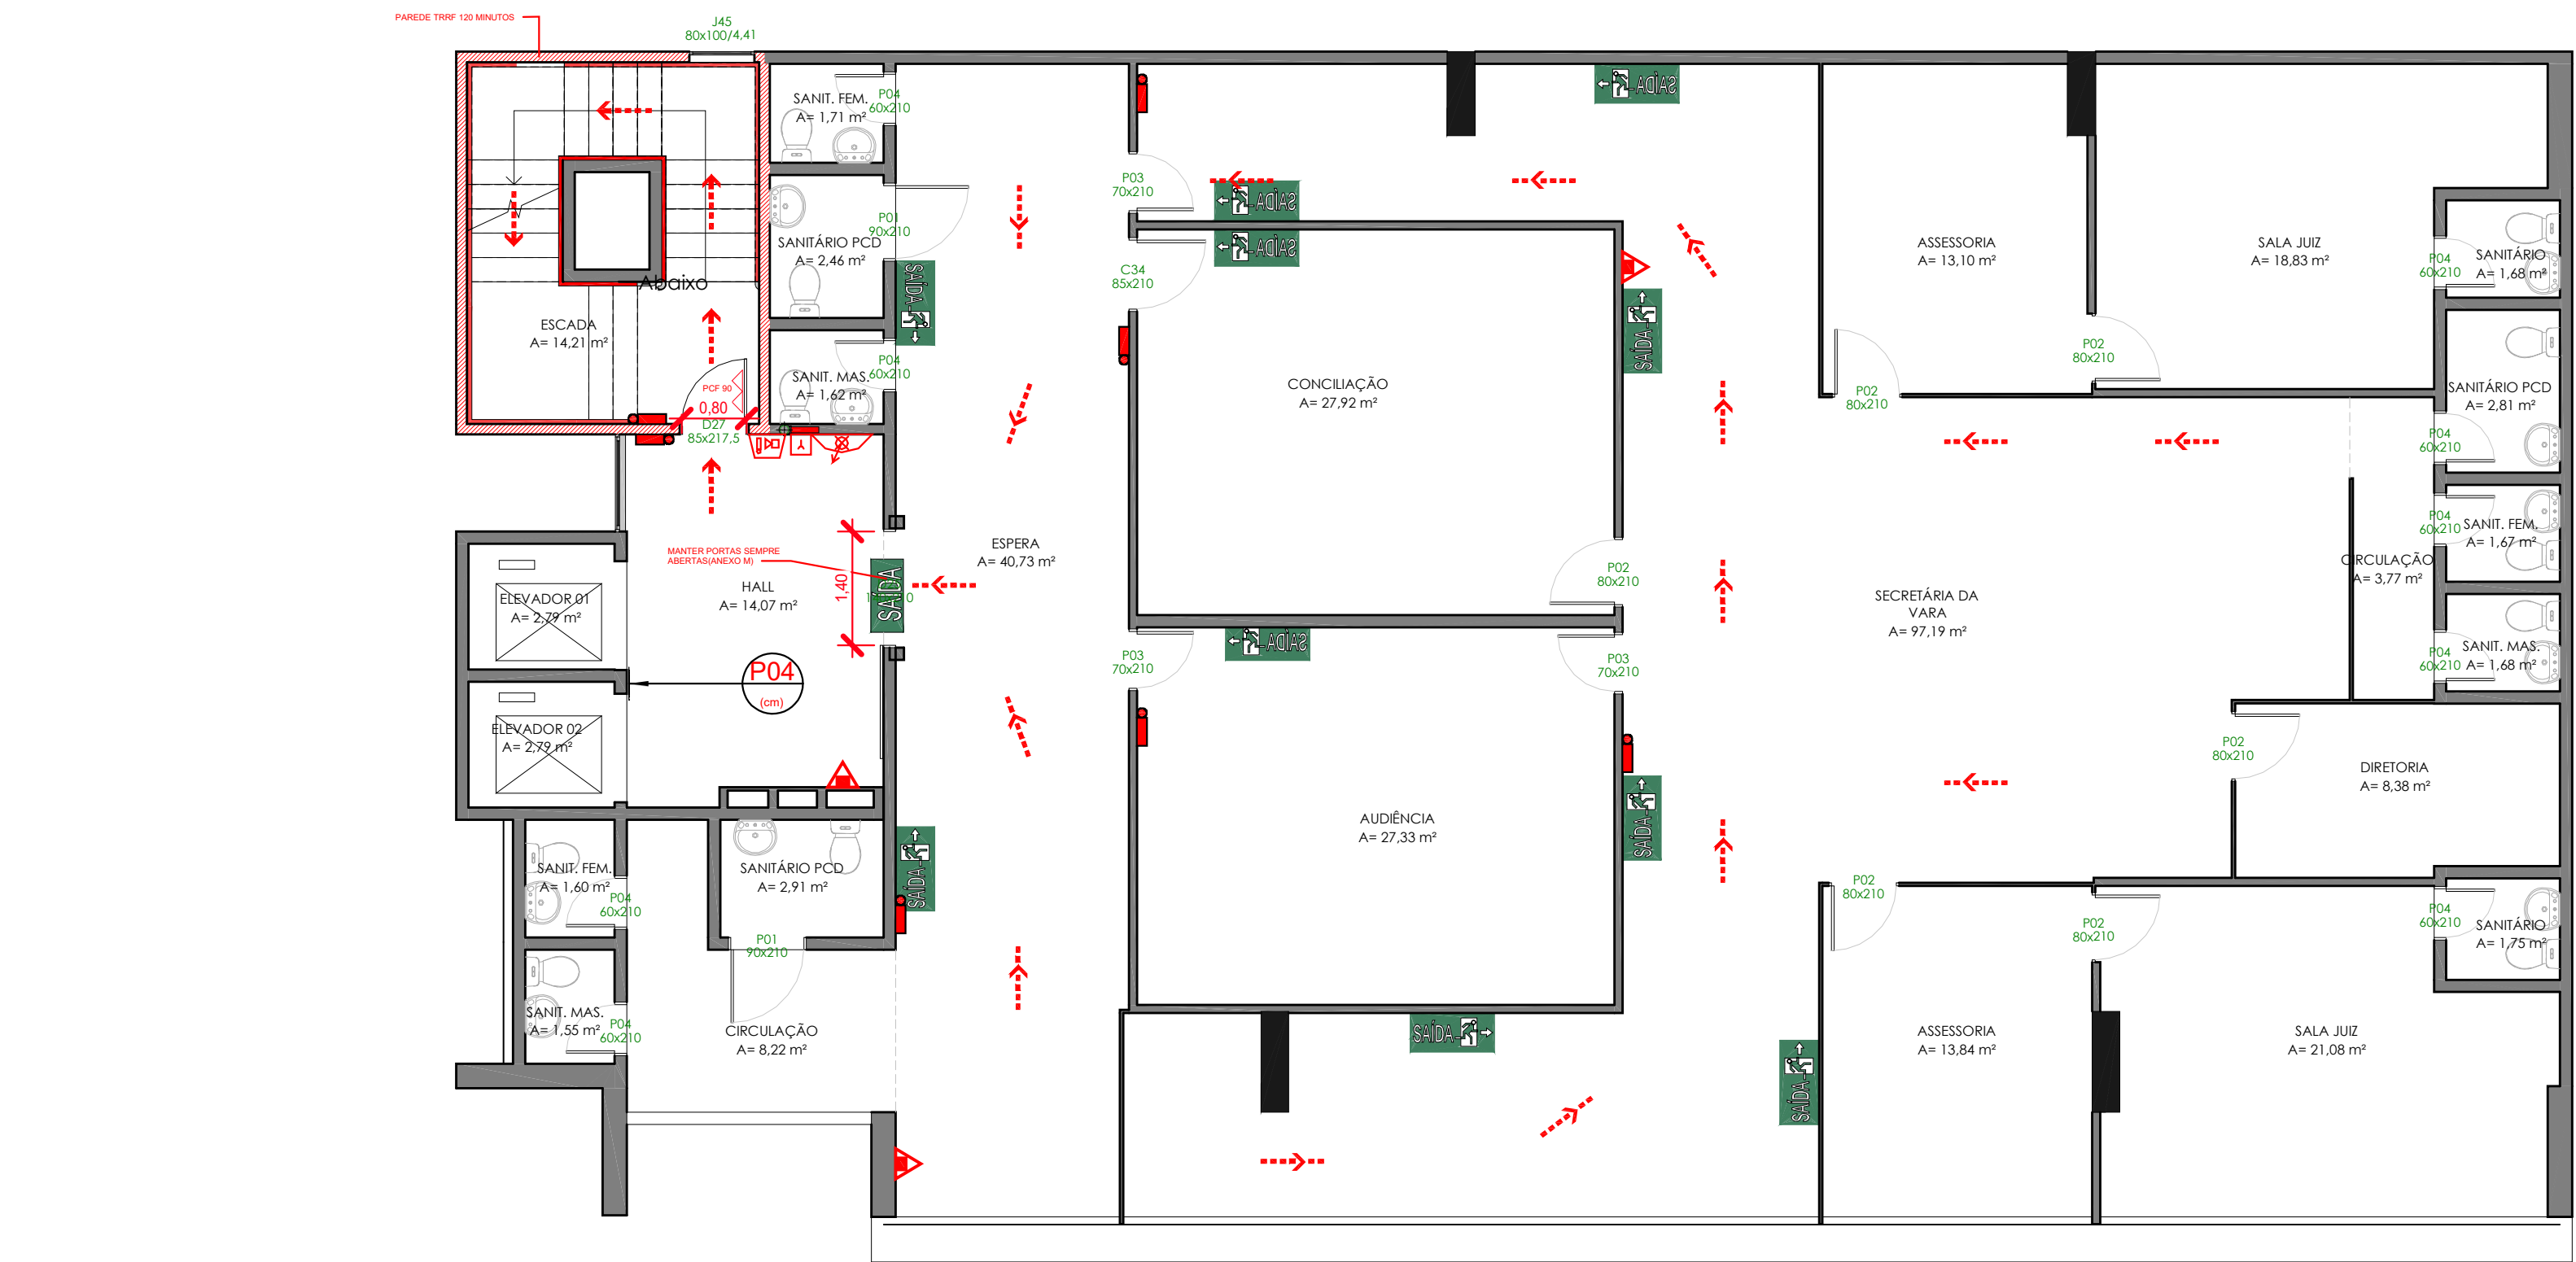 PAREDE TRRF 120 MINUTOS
J45
80x100/4,41
SANIT. FEM.
A= 1,71 m²
P04
60x210
SAÍDA
P03
70x210
SAÍDA
P01
90x210
SANITÁRIO PCD
A= 2,46 m²
SAÍDA
C34
85x210
ASSESSORIA
A= 13,10 m²
SALA JUIZ
A= 18,83 m²
P04
60x210
SANITÁRIO
A= 1,68 m²
Abaixo
SAÍDA
ESCADA
A= 14,21 m²
SAÍDA
P02
80x210
P04
60x210
SANIT. MAS.
A= 1,62 m²
PCF 90
0,80
D27
85x217,5
CONCILIAÇÃO
A= 27,92 m²
P02
80x210
SANITÁRIO PCD
A= 2,81 m²
P04
60x210
P04
60x210
SANIT. FEM.
A= 1,67 m²
MANTER PORTAS SEMPRE
ABERTAS(ANEXO M)
ESPERA
A= 40,73 m²
CIRCULAÇÃO
A= 3,77 m²
HALL
A= 14,07 m²
1,40
SAÍDA
P02
80x210
ELEVADOR 01
A= 2,79 m²
SECRETÁRIA DA
VARA
A= 97,19 m²
SAÍDA
P03
70x210
P03
70x210
P04
60x210
SANIT. MAS.
A= 1,68 m²
P04
(cm)
ELEVADOR 02
A= 2,79 m²
P02
80x210
DIRETORIA
A= 8,38 m²
AUDIÊNCIA
A= 27,33 m²
SAÍDA
SANIT. FEM.
A= 1,60 m²
P04
60x210
SANITÁRIO PCD
A= 2,91 m²
SAÍDA
P02
80x210
P02
80x210
P04
60x210
SANITÁRIO
A= 1,75 m²
P01
90x210
SANIT. MAS.
A= 1,55 m²
P04
60x210
CIRCULAÇÃO
A= 8,22 m²
SAÍDA
SAÍDA
ASSESSORIA
A= 13,84 m²
SALA JUIZ
A= 21,08 m²